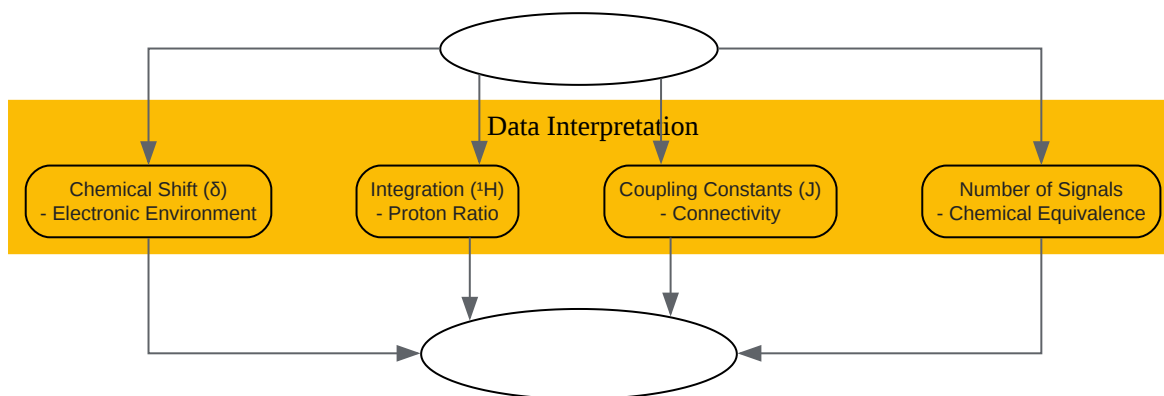 Data Interpretation
Chemical Shift (δ)
- Electronic Environment
Integration (¹H)
- Proton Ratio
Coupling Constants (J)
- Connectivity
Number of Signals
- Chemical Equivalence